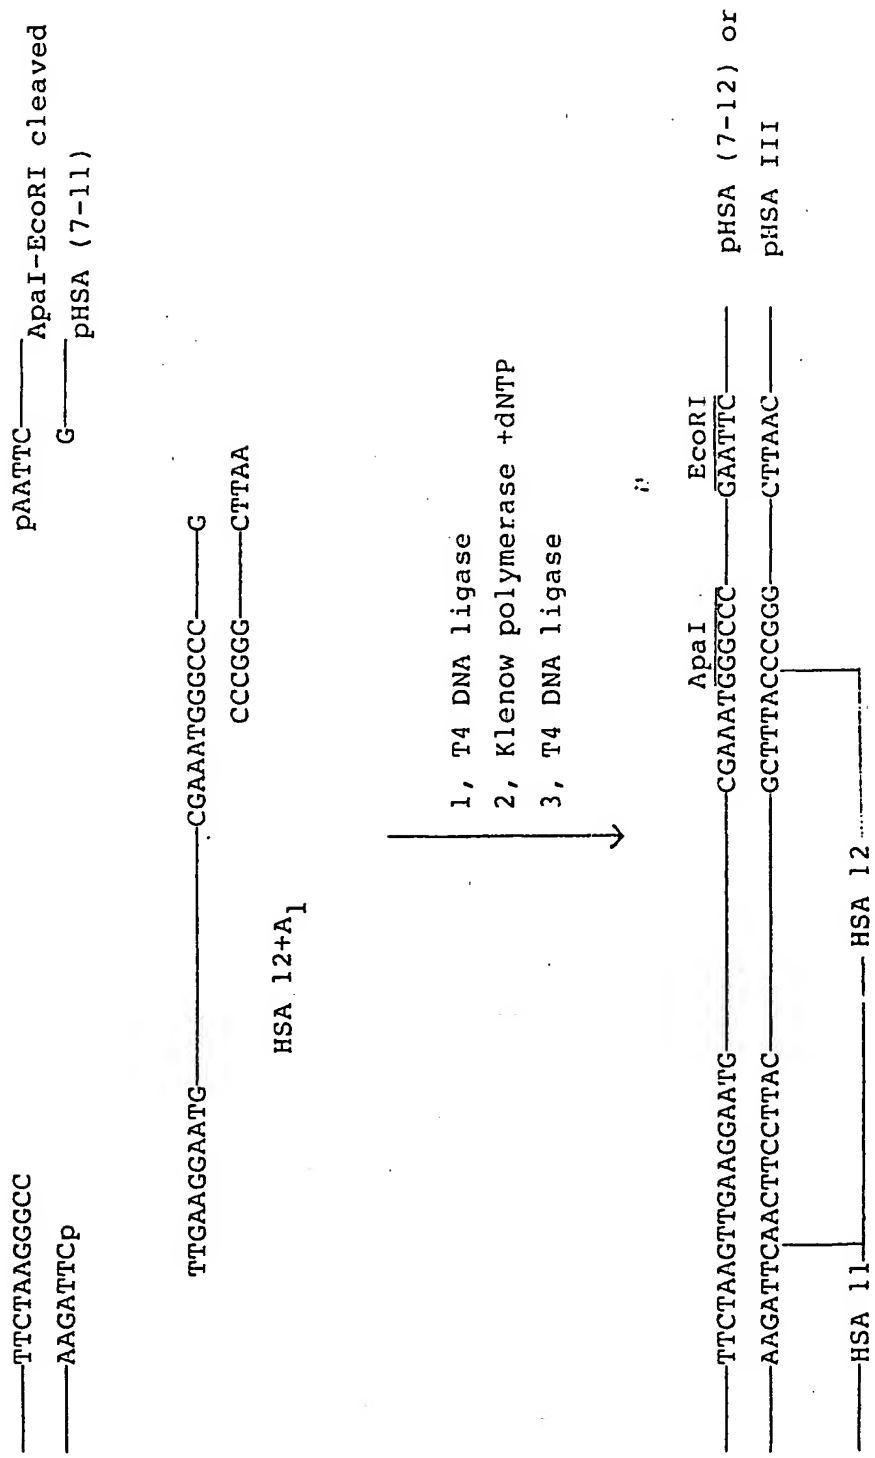 TTCTAAGGGCC pAATTC
AAGATTCp G ApaI-EcoRI cleaved
pHSA (7-11)
TTGAAGGAATG CGAAATGGGCCC G
CCCGGG CTTAA
HSA 12+A1
1, T4 DNA ligase
2, Klenow polymerase +dNTP
3, T4 DNA ligase
ApaI EcoRI
TTCTAAGTTGAAGGAATG CGAAATGGGCCC GAATTC pHSA (7-12) or
AAGATTCAACTTCCTTAC GCTTTACCCGGG CTTAAC pHSA III
HSA 11 HSA 12